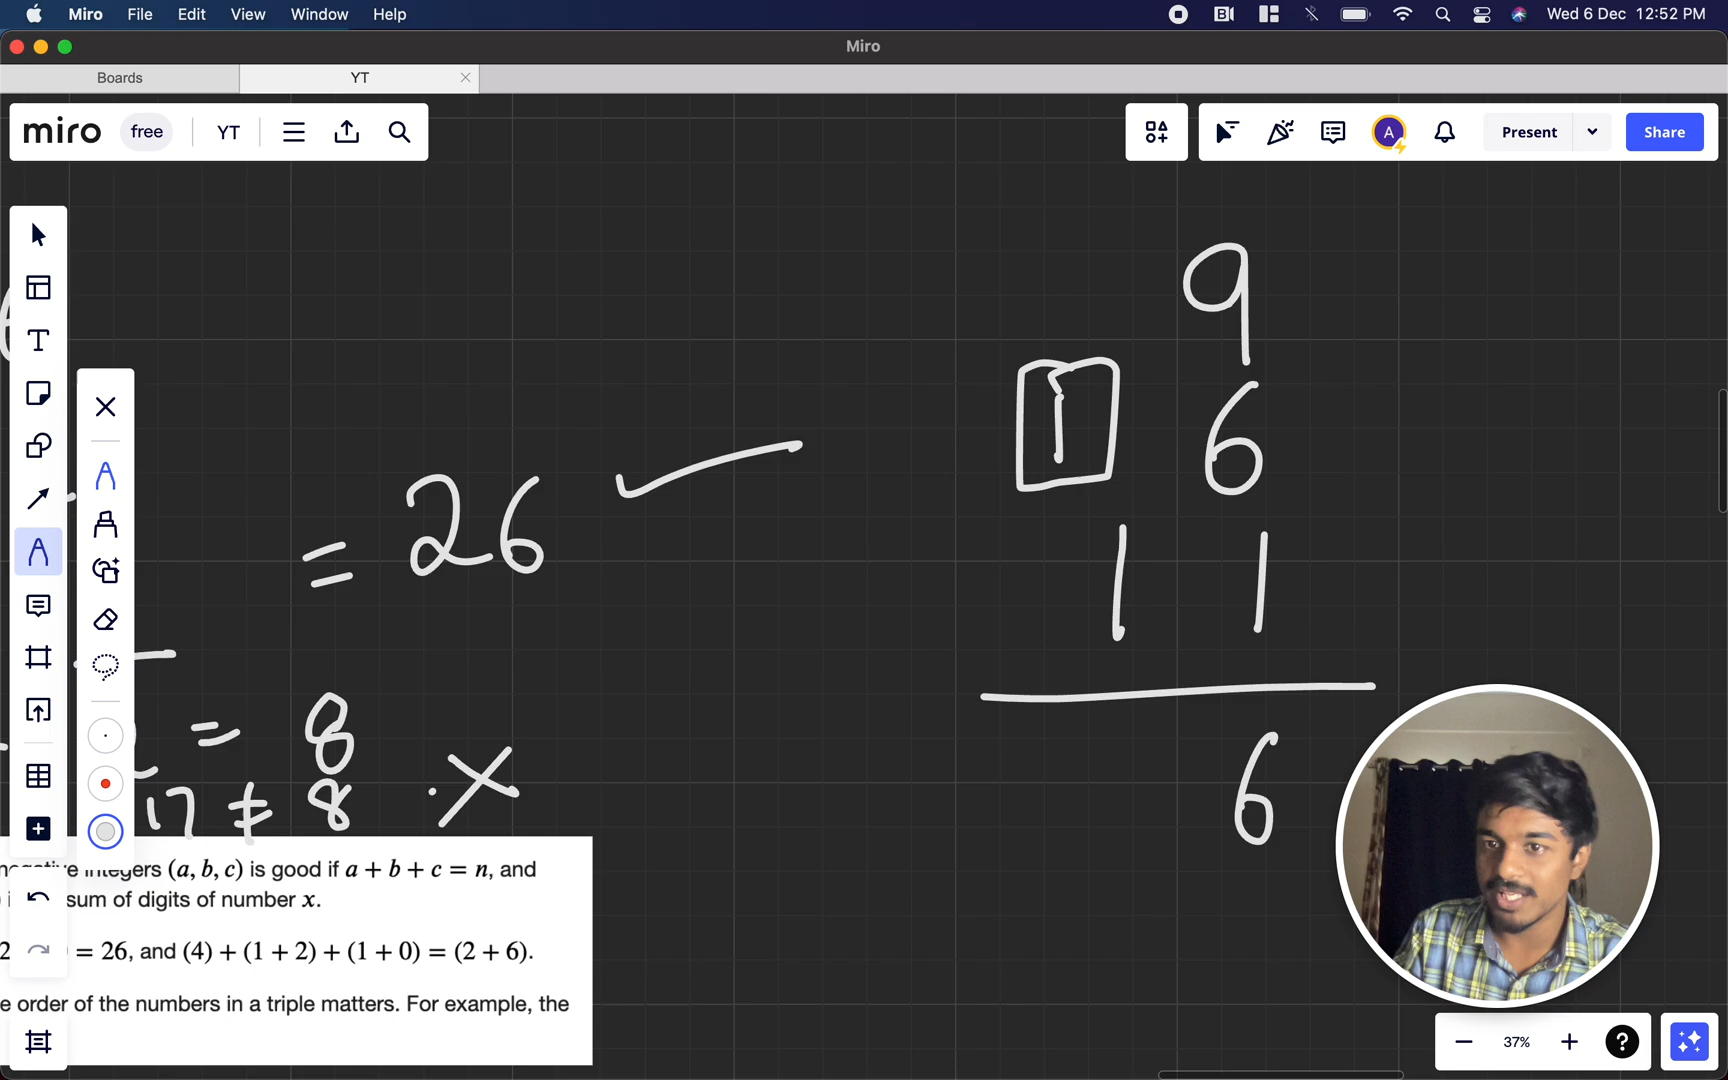 Miro File Edit View Window Help
Wed 6 Dec 12:52 PM
Miro
Boards
YT
miro free YT
A
Present
Share
9
1 6
= 26
1 1
= 8
17 ≠ 8 .X
6
(a, b, c) is good if a + b + c = n, and
sum of digits of number x.
= 26, and (4) + (1 + 2) + (1 + 0) = (2 + 6).
e order of the numbers in a triple matters. For example, the
37%
?